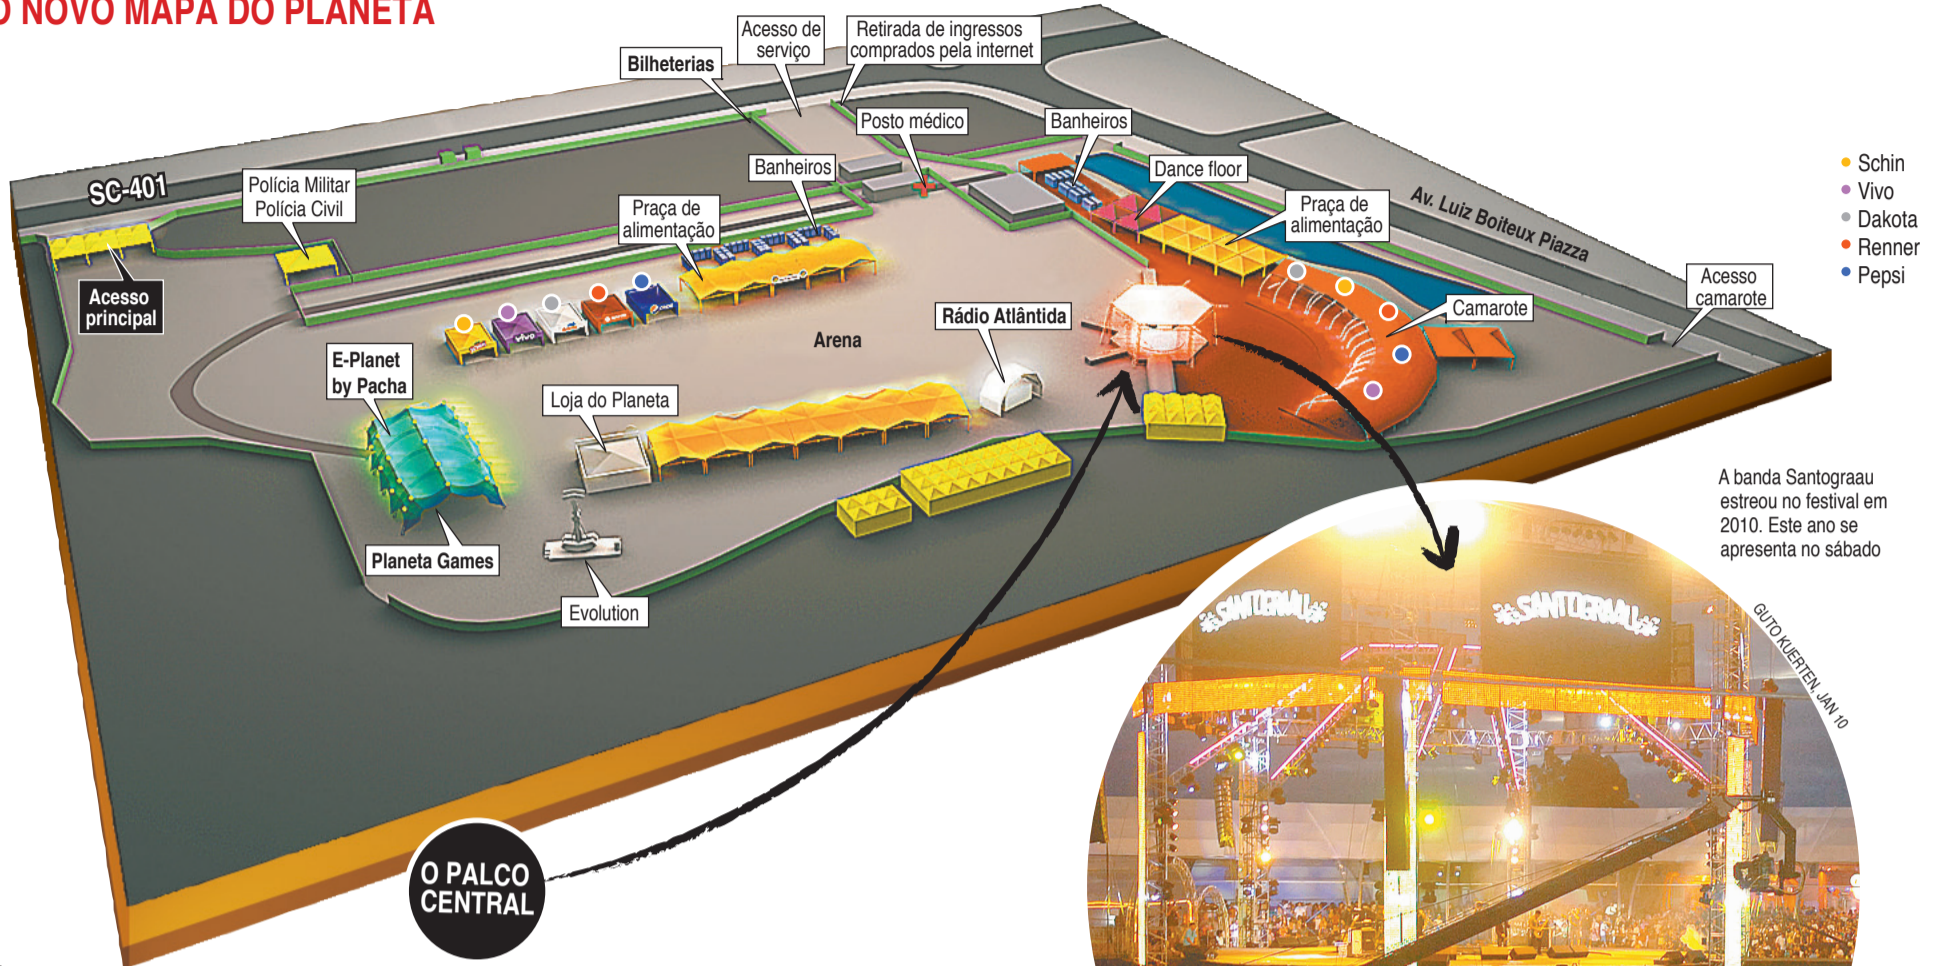 O NOVO MAPA DO PLANETA
Acesso de
serviço
Retirada de ingressos
comprados pela internet
Bilheterias
Posto médico
Banheiros
Banheiros
Dance floor
SC-401
Polícia Militar
Polícia Civil
Praça de
alimentação
Praça de
alimentação
Av. Luiz Boiteux Piazza
Schin
Vivo
Dakota
Renner
Pepsi
Acesso
principal
Acesso
camarote
Camarote
Rádio Atlântida
Arena
vivo
E-Planet
by Pacha
Loja do Planeta
Planeta Games
Evolution
A banda Santograau
estreou no festival em
2010. Este ano se
apresenta no sábado
SANTOGRAAU
SANTOGRAAU
GUTO KUERTEN, JAN 10
O PALCO
CENTRAL